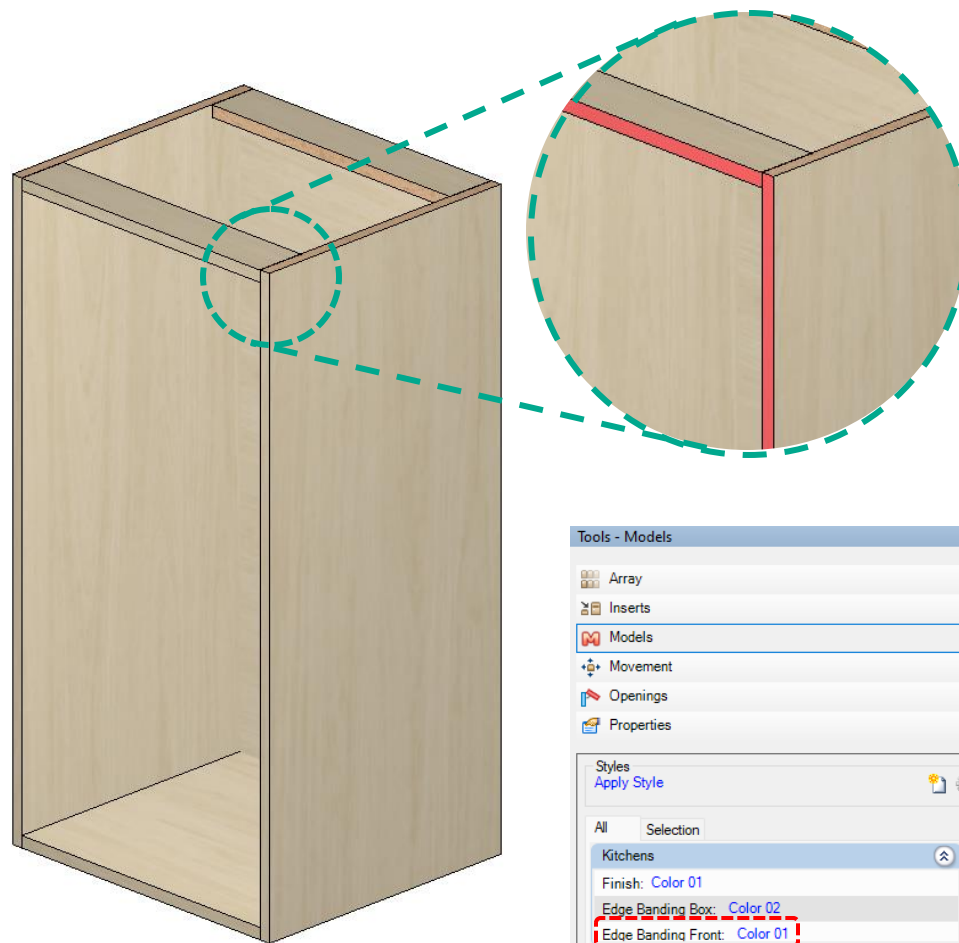 Tools - Models
Array
Inserts
Models
Movement
Openings
Properties
Styles
Apply Style
All Selection
Kitchens
Finish: Color 01
Edge Banding Box: Color 02
Edge Banding Front: Color 01